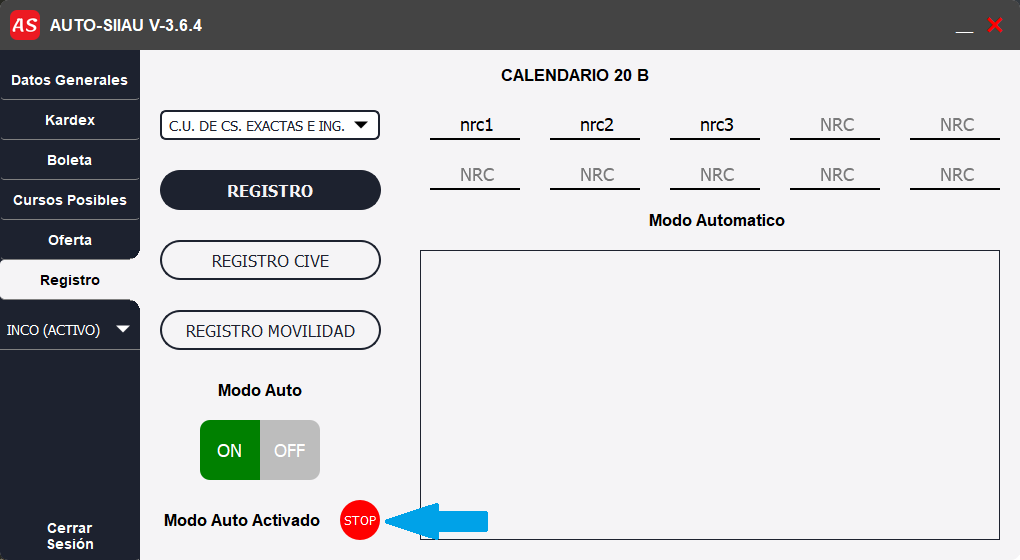 AS AUTO-SIIAU V-3.6.4
Datos Generales
Kardex
Boleta
Cursos Posibles
Oferta
Registro
INCO (ACTIVO)
Cerrar
Sesión
CALENDARIO 20 B
C.U. DE CS. EXACTAS E ING.
nrc1 nrc2 nrc3 NRC NRC
NRC NRC NRC NRC NRC
REGISTRO
REGISTRO CIVE
REGISTRO MOVILIDAD
Modo Auto
ON OFF
Modo Auto Activado STOP
Modo Automatico